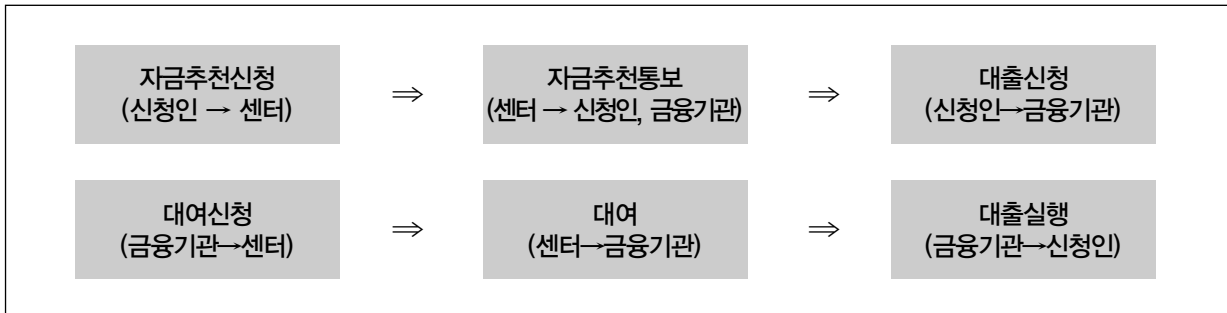 자금추천신청
(신청인 → 센터)
⇒
자금추천통보
(센터 → 신청인, 금융기관)
⇒
대출신청
(신청인→금융기관)
대여신청
(금융기관→센터)
⇒
대여
(센터→금융기관)
⇒
대출실행
(금융기관→신청인)